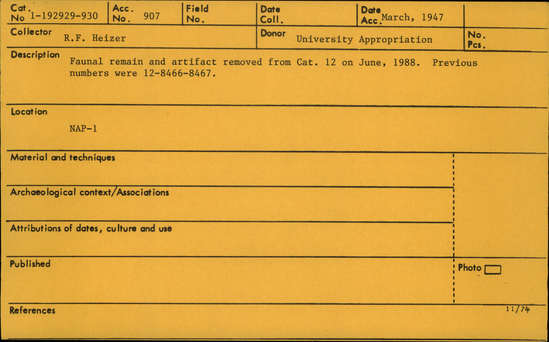 Cat. No 1-192929-930 Acc. No. 907 Field No. Date Coll. Date Acc. March, 1947
Collector R.F. Heizer Donor University Appropriation No. Pcs.
Description Faunal remain and artifact removed from Cat. 12 on June, 1988. Previous
numbers were 12-8466-8467.
Location
NAP-1
Material and techniques
Archaeological context/Associations
Attributions of dates, culture and use
Published Photo
References 11/74